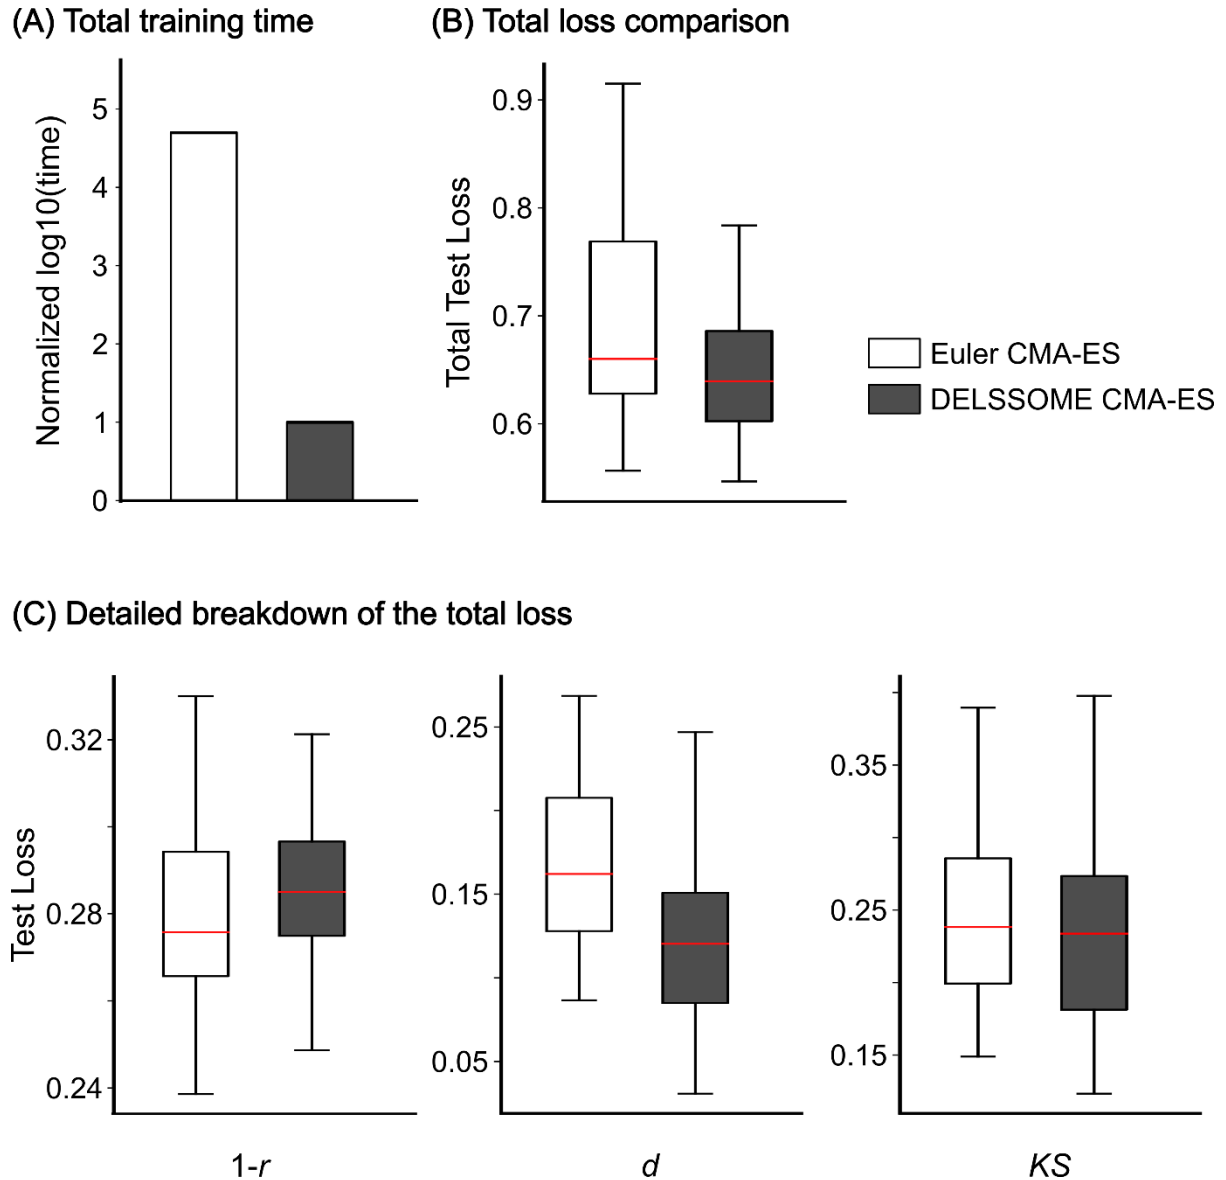 (A) Total training time
Normalized log10(time)
5
4
3
2
1
0
(B) Total loss comparison
Total Test Loss
0.9
0.8
0.7
0.6
Euler CMA-ES
DELSSOME CMA-ES
(C) Detailed breakdown of the total loss
Test Loss
0.32
0.28
0.24
1-r
0.25
0.15
0.05
d
0.35
0.25
0.15
KS